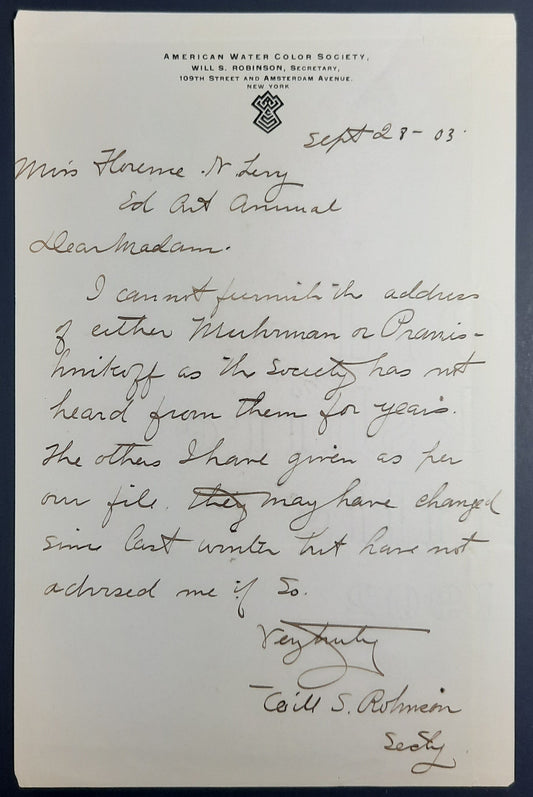 AMERICAN WATER COLOR SOCIETY,
WILL S. ROBINSON, SECRETARY,
109TH STREET AND AMSTERDAM AVENUE.
NEW YORK
Sept 28 - 03.
Miss Florence N Levy
Ed Art Annual
Dear Madam.
I cannot furnish the address
of either Muhrman or Pranis-
hnikoff as the Society has not
heard from them for years.
The others I have given as per
our file. They may have changed
since last winter but have not
advised me if so.
Very truly
Will S. Robinson
Secty